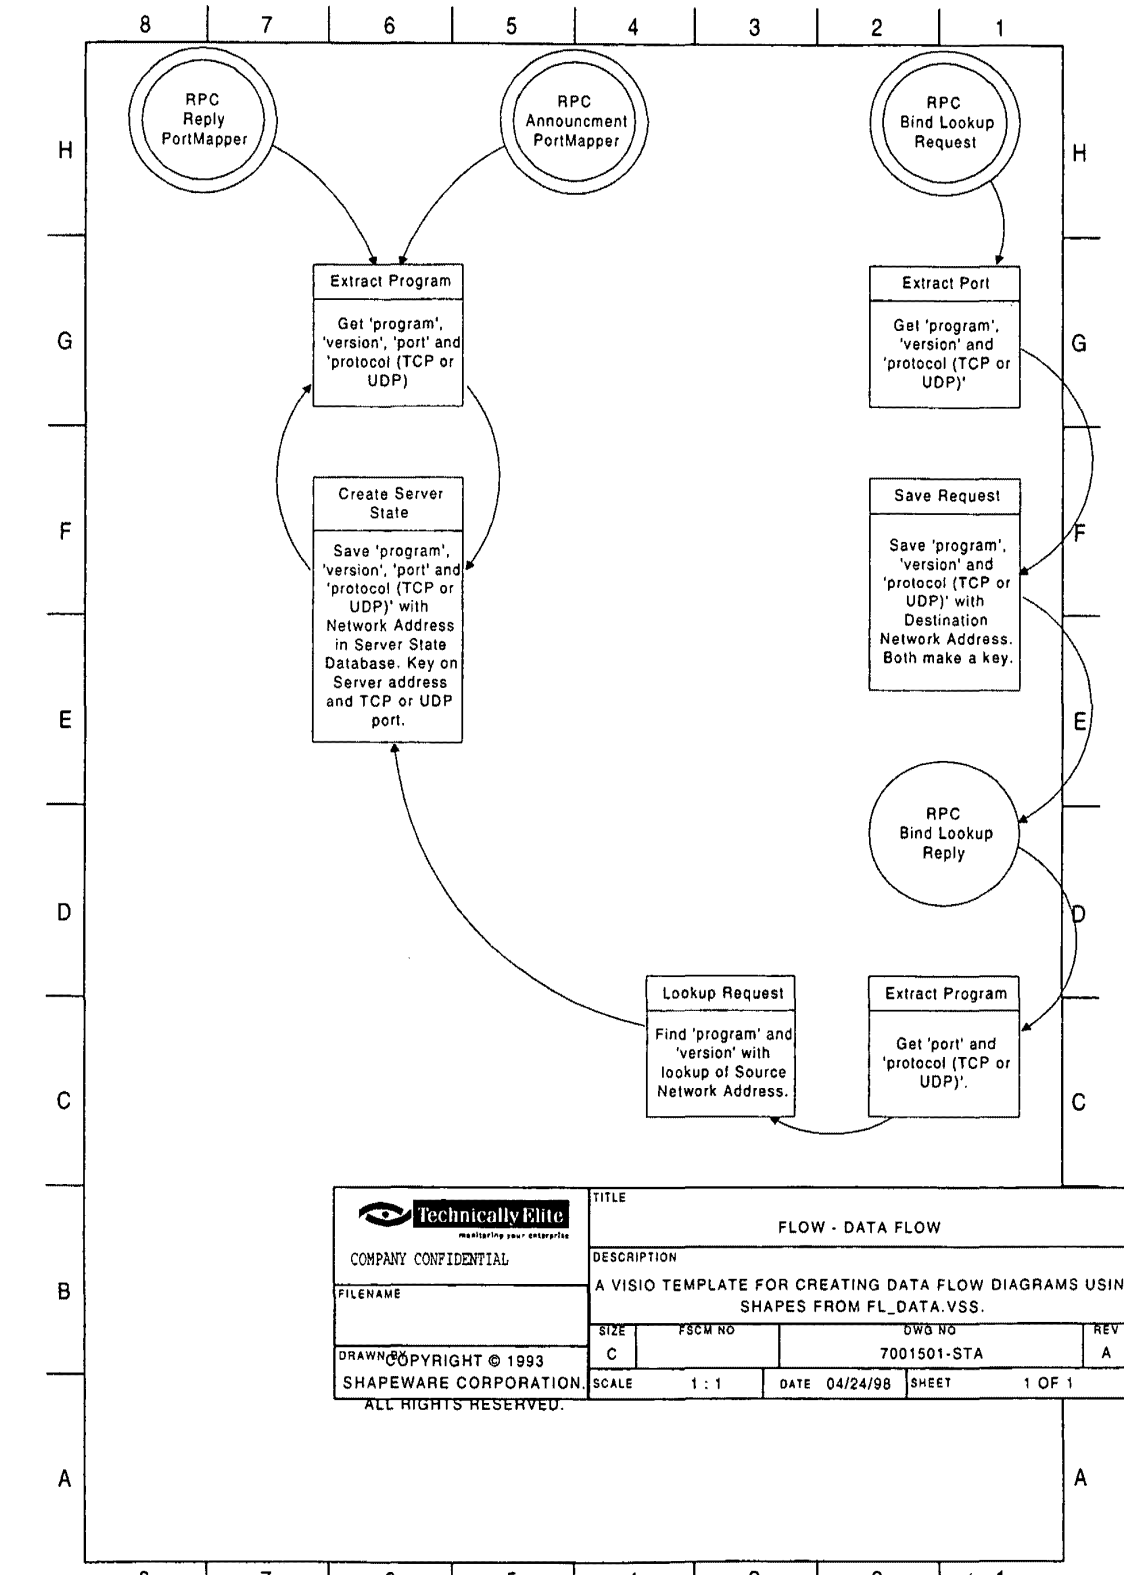 8 7 6 5 4 3 2 1
RPC
Reply
PortMapper
RPC
Announcment
PortMapper
RPC
Bind Lookup
Request
H
H
Extract Program
Get 'program',
'version', 'port' and
'protocol (TCP or
UDP)
Extract Port
Get 'program',
'version' and
'protocol (TCP or
UDP)'
G
G
Create Server
State
Save 'program',
'version', 'port' and
'protocol (TCP or
UDP)' with
Network Address
in Server State
Database. Key on
Server address
and TCP or UDP
port.
Save Request
Save 'program',
'version' and
'protocol (TCP or
UDP)' with
Destination
Network Address.
Both make a key.
F
F
E
E
RPC
Bind Lookup
Reply
D
D
Lookup Request
Find 'program' and
'version' with
lookup of Source
Network Address.
Extract Program
Get 'port' and
'protocol (TCP or
UDP)'.
C
C
Technically Elite
monitoring your enterprise
COMPANY CONFIDENTIAL
FILENAME
DRAWN BY
COPYRIGHT © 1993
SHAPEWARE CORPORATION.
ALL RIGHTS RESERVED.
TITLE
FLOW - DATA FLOW
DESCRIPTION
A VISIO TEMPLATE FOR CREATING DATA FLOW DIAGRAMS USIN
SHAPES FROM FL_DATA.VSS.
SIZE FSCM NO DWG NO REV
C 7001501-STA A
SCALE 1 : 1 DATE 04/24/98 SHEET 1 OF 1
B
A
A